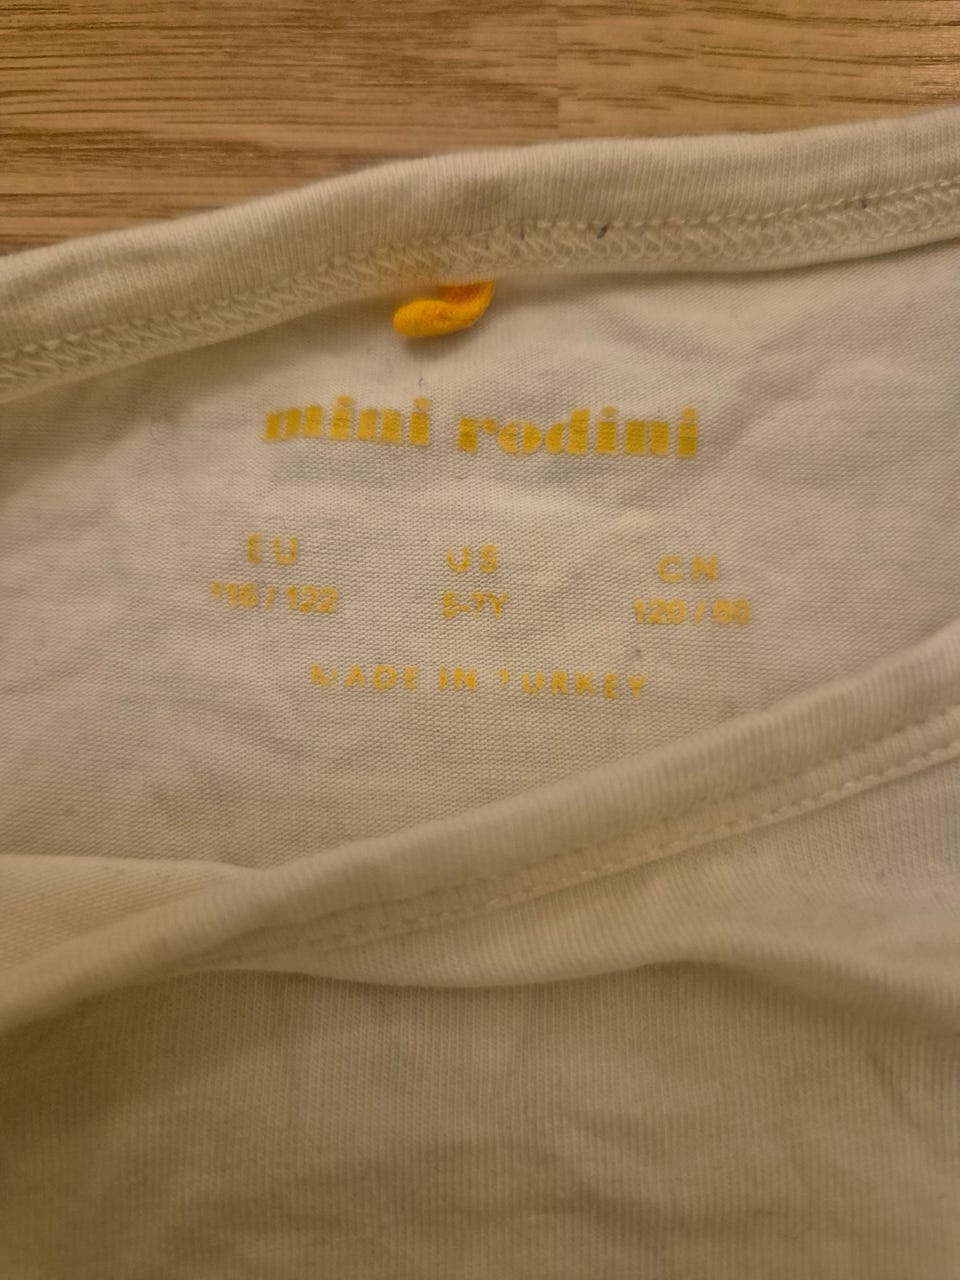 mini rodini
EU US CN
116/122 5-7Y 120/60
MADE IN TURKEY